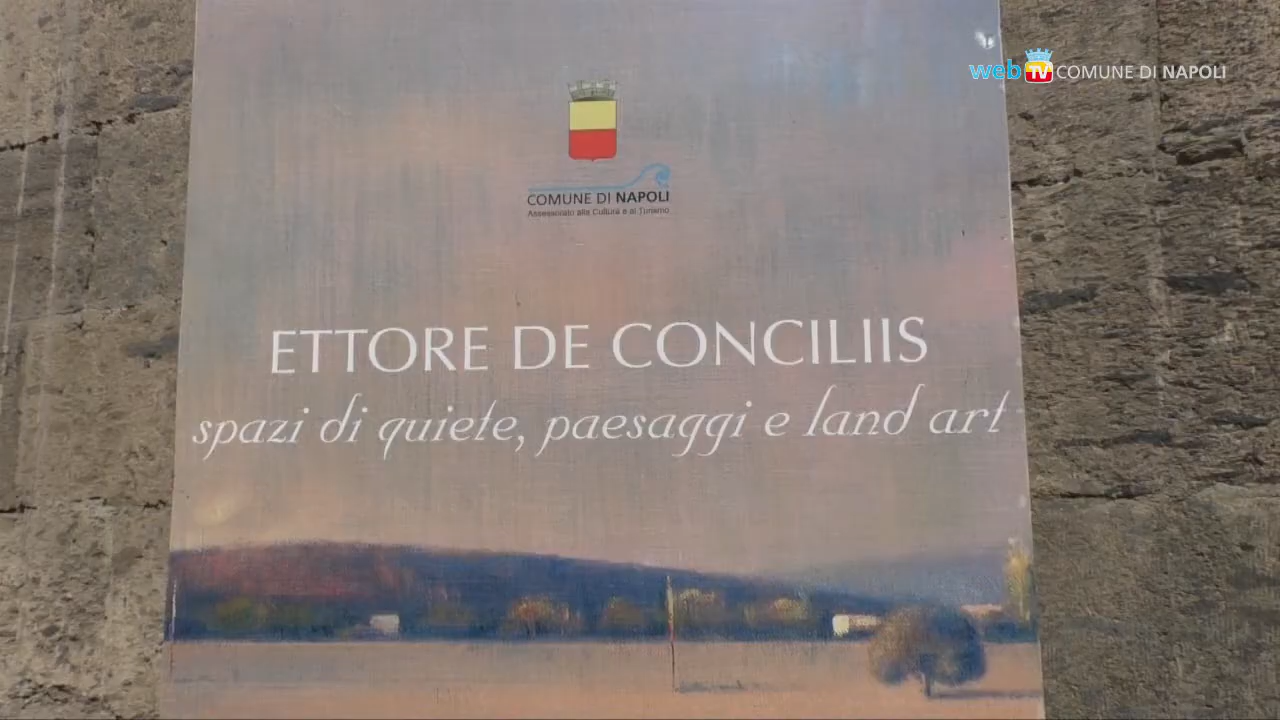 web TV COMUNE DI NAPOLI
COMUNE DI NAPOLI
Assessorato alla Cultura e al Turismo
ETTORE DE CONCILIIS
spazi di quiete, paesaggi e land art